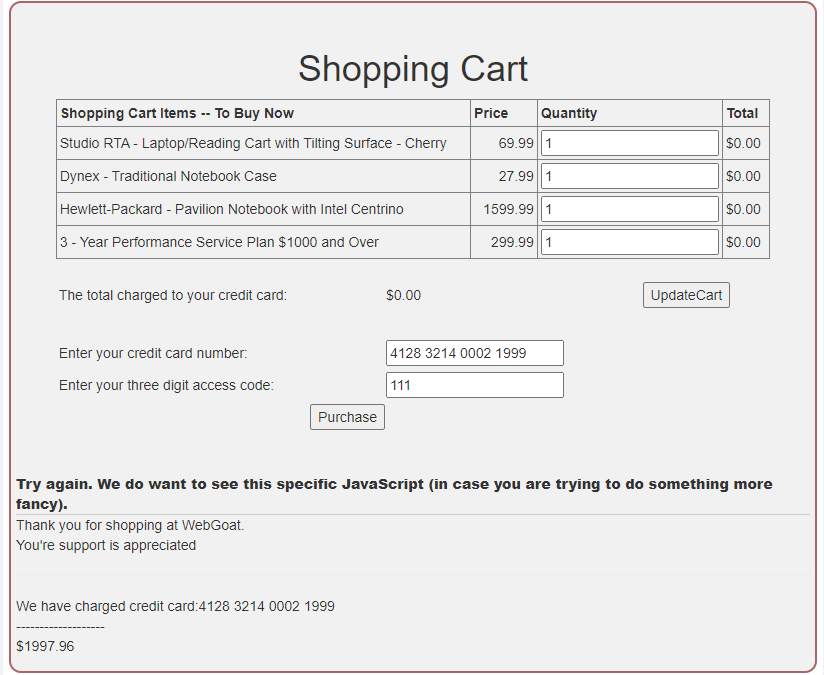 Shopping Cart
Shopping Cart Items -- To Buy Now Price Quantity Total
Studio RTA - Laptop/Reading Cart with Tilting Surface - Cherry 69.99 1 $0.00
Dynex - Traditional Notebook Case 27.99 1 $0.00
Hewlett-Packard - Pavilion Notebook with Intel Centrino 1599.99 1 $0.00
3 - Year Performance Service Plan $1000 and Over 299.99 1 $0.00
The total charged to your credit card: $0.00 UpdateCart
Enter your credit card number: 4128 3214 0002 1999
Enter your three digit access code: 111
Purchase
Try again. We do want to see this specific JavaScript (in case you are trying to do something more
fancy).
Thank you for shopping at WebGoat.
You're support is appreciated
We have charged credit card:4128 3214 0002 1999
-------------------
$1997.96